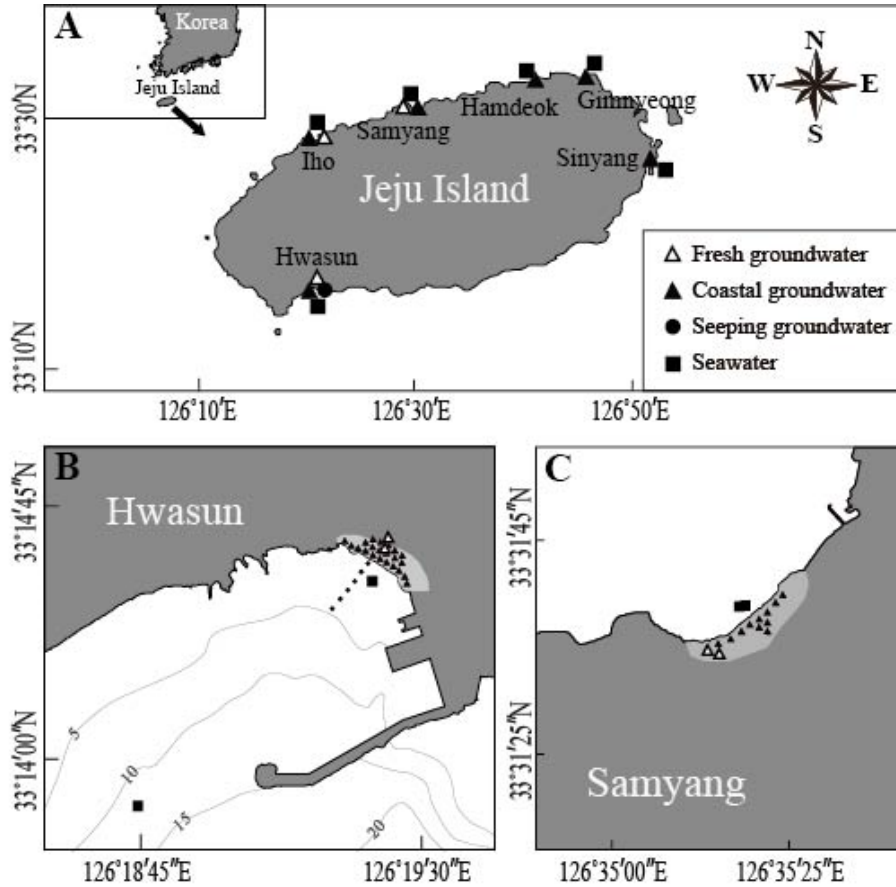 A
Korea
Jeju Island
N
W E
S
33°30′N
33°10′N
Iho
Samyang
Hamdeok
Gimnyeong
Sinyang
Jeju Island
Hwasun
Fresh groundwater
Coastal groundwater
Seeping groundwater
Seawater
126°10′E
126°30′E
126°50′E
B
Hwasun
33°14′45″N
33°14′00″N
5
10
15
20
126°18′45″E
126°19′30″E
C
33°31′45″N
33°31′25″N
Samyang
126°35′00″E
126°35′25″E